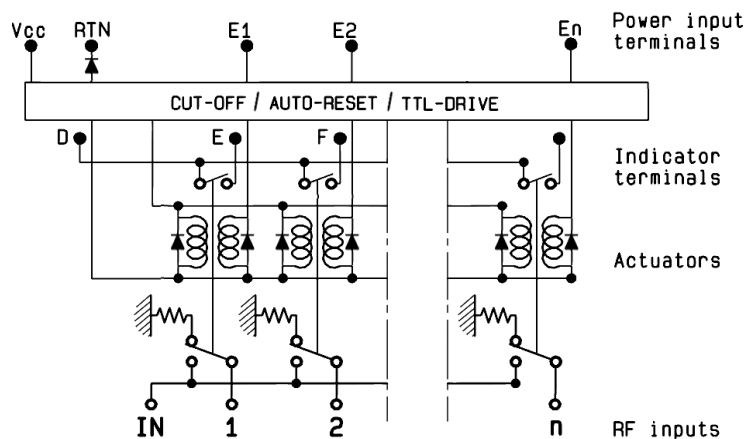 Vcc RTN E1 E2 En Power input
terminals
CUT-OFF / AUTO-RESET / TTL-DRIVE
D E F Indicator
terminals
Actuators
IN 1 2 n RF inputs